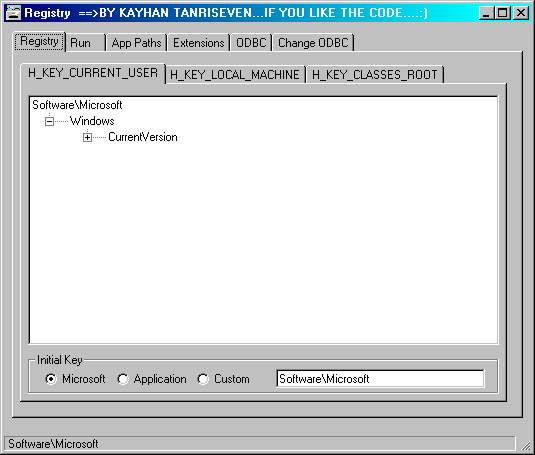 Registry ==>BY KAYHAN TANRISEVEN...IF YOU LIKE THE CODE....:)
Registry Run App Paths Extensions ODBC Change ODBC
H_KEY_CURRENT_USER H_KEY_LOCAL_MACHINE H_KEY_CLASSES_ROOT
Software\Microsoft
Windows
CurrentVersion
Initial Key
Microsoft Application Custom Software\Microsoft
Software\Microsoft